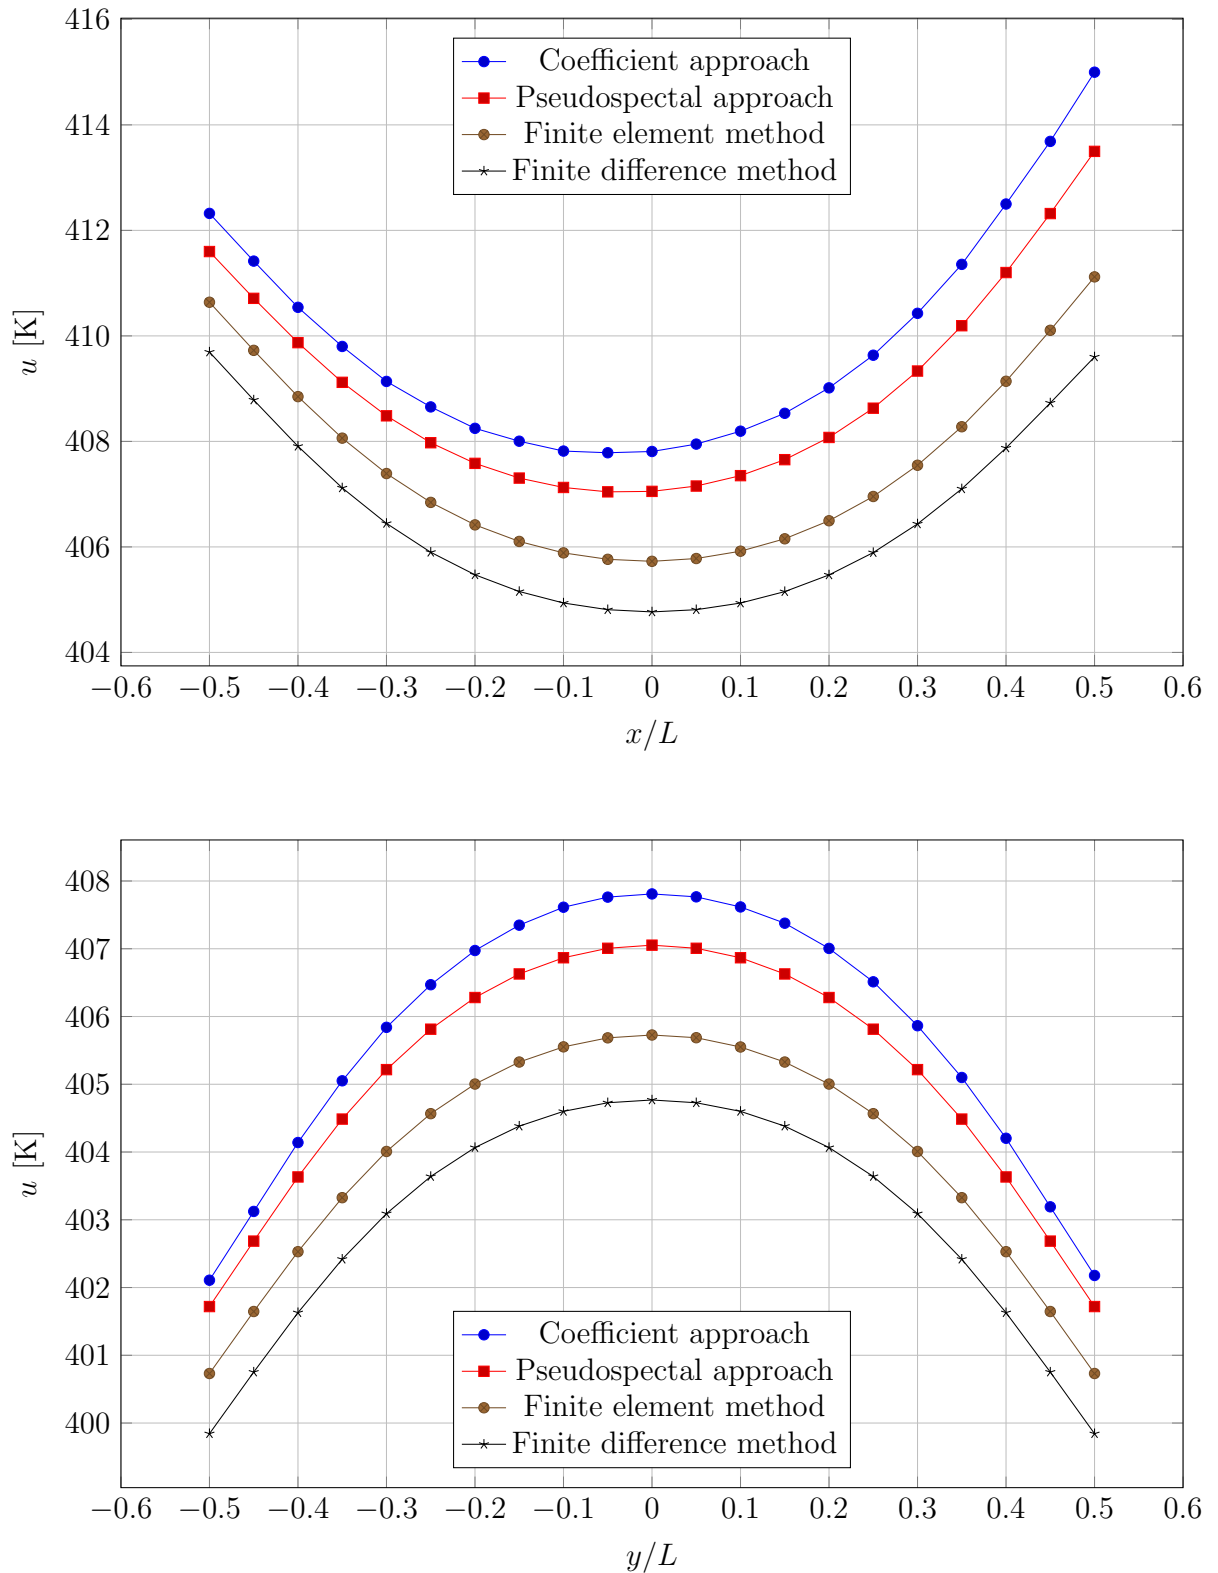 416
414
412
410
408
406
404
u [K]
Coefficient approach
Pseudospectal approach
Finite element method
Finite difference method
−0.6 −0.5 −0.4 −0.3 −0.2 −0.1 0 0.1 0.2 0.3 0.4 0.5 0.6
x/L
408
407
406
405
404
403
402
401
400
u [K]
Coefficient approach
Pseudospectal approach
Finite element method
Finite difference method
−0.6 −0.5 −0.4 −0.3 −0.2 −0.1 0 0.1 0.2 0.3 0.4 0.5 0.6
y/L